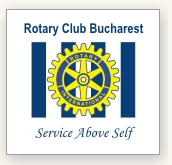 Rotary Club Bucharest
ROTARY
INTERNATIONAL
Service Above Self